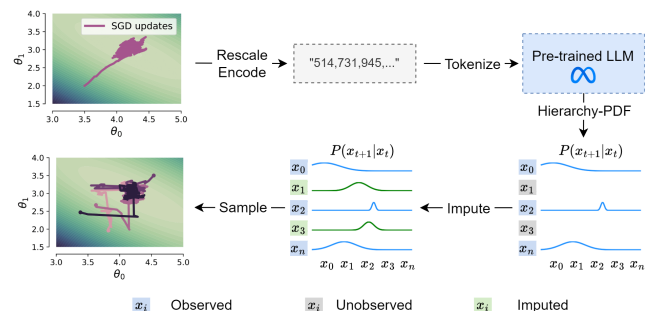 4.0
3.5
3.0
2.5
2.0
1.5
θ₁
SGD updates
3.0 3.5 4.0 4.5 5.0
θ₀
Rescale
Encode
"514,731,945,..."
Tokenize
Pre-trained LLM
Hierarchy-PDF
P(xₜ₊₁|xₜ)
x₀
x₁
x₂
x₃
xₙ
x₀ x₁ x₂ x₃ xₙ
Impute
P(xₜ₊₁|xₜ)
x₀
x₁
x₂
x₃
xₙ
x₀ x₁ x₂ x₃ xₙ
Sample
4.0
3.5
3.0
2.5
2.0
1.5
θ₁
3.0 3.5 4.0 4.5 5.0
θ₀
xᵢ Observed
xᵢ Unobserved
xᵢ Imputed